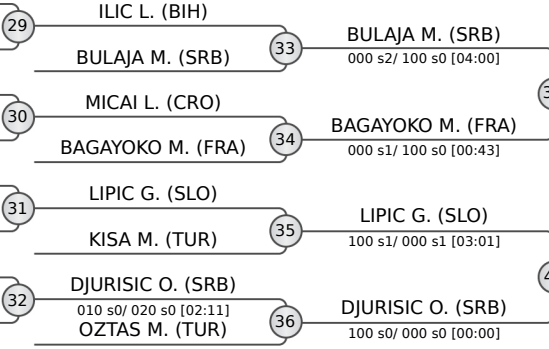 29
ILIC L. (BIH)
BULAJA M. (SRB)
33
BULAJA M. (SRB)
000 s2/ 100 s0 [04:00]
30
MICAI L. (CRO)
BAGAYOKO M. (FRA)
34
BAGAYOKO M. (FRA)
000 s1/ 100 s0 [00:43]
31
LIPIC G. (SLO)
KISA M. (TUR)
35
LIPIC G. (SLO)
100 s1/ 000 s1 [03:01]
32
DJURISIC O. (SRB)
010 s0/ 020 s0 [02:11]
OZTAS M. (TUR)
36
DJURISIC O. (SRB)
100 s0/ 000 s0 [00:00]